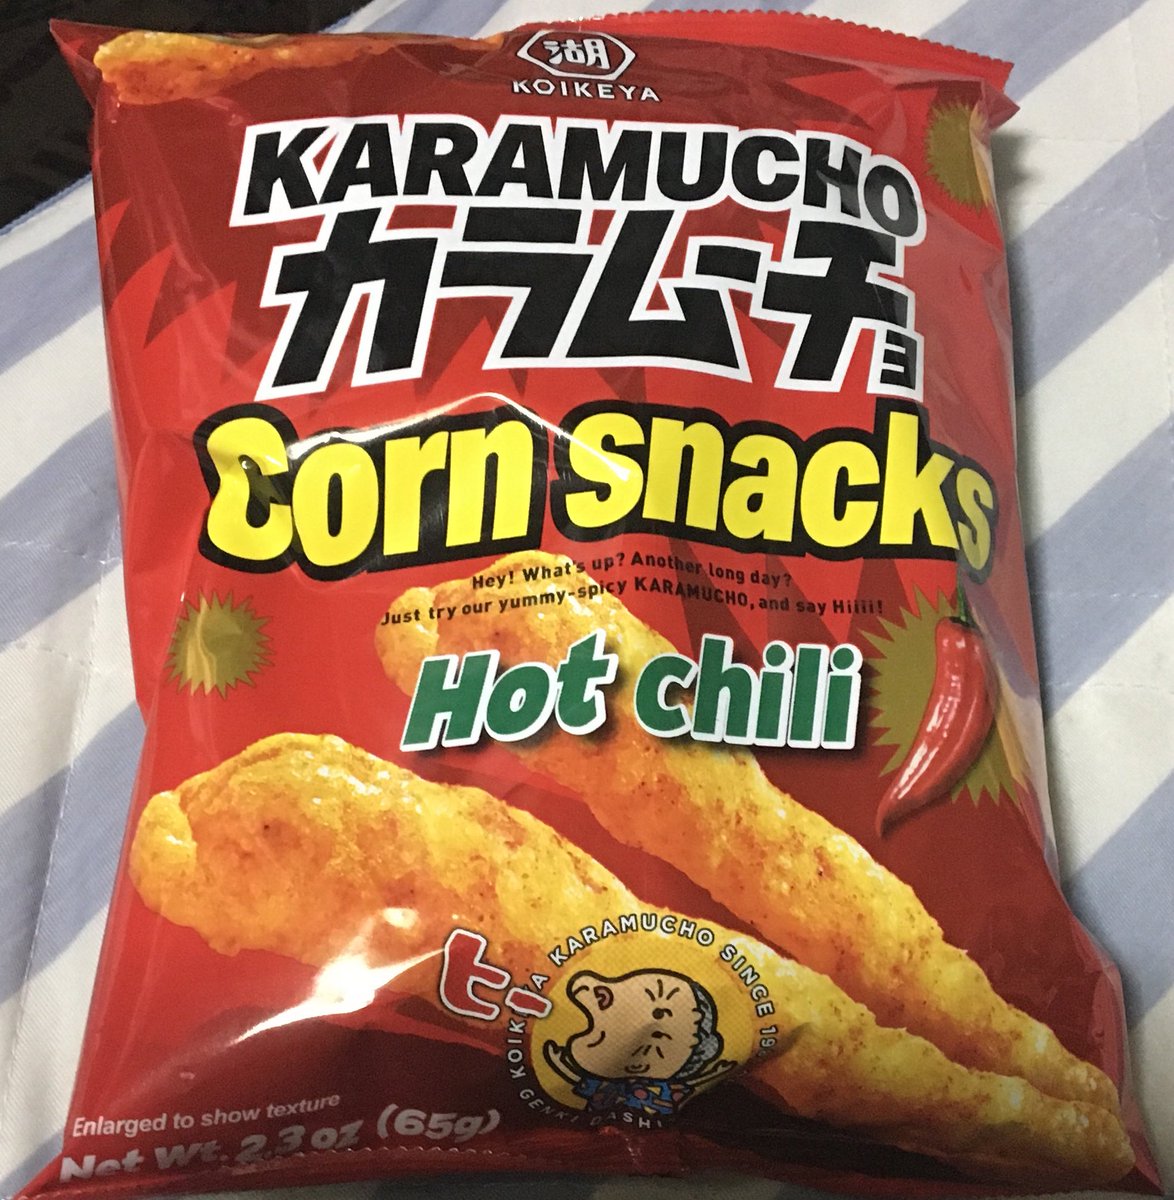 湖
KOIKEYA
KARAMUCHO
カラムーチョ
Corn snacks
Hey! What's up? Another long day?
Just try our yummy-spicy KARAMUCHO, and say Hiiii!
Hot chili
ヒー
KOIKEYA KARAMUCHO SINCE
GENKI
Enlarged to show texture
Net Wt. 2.3 oz (65g)